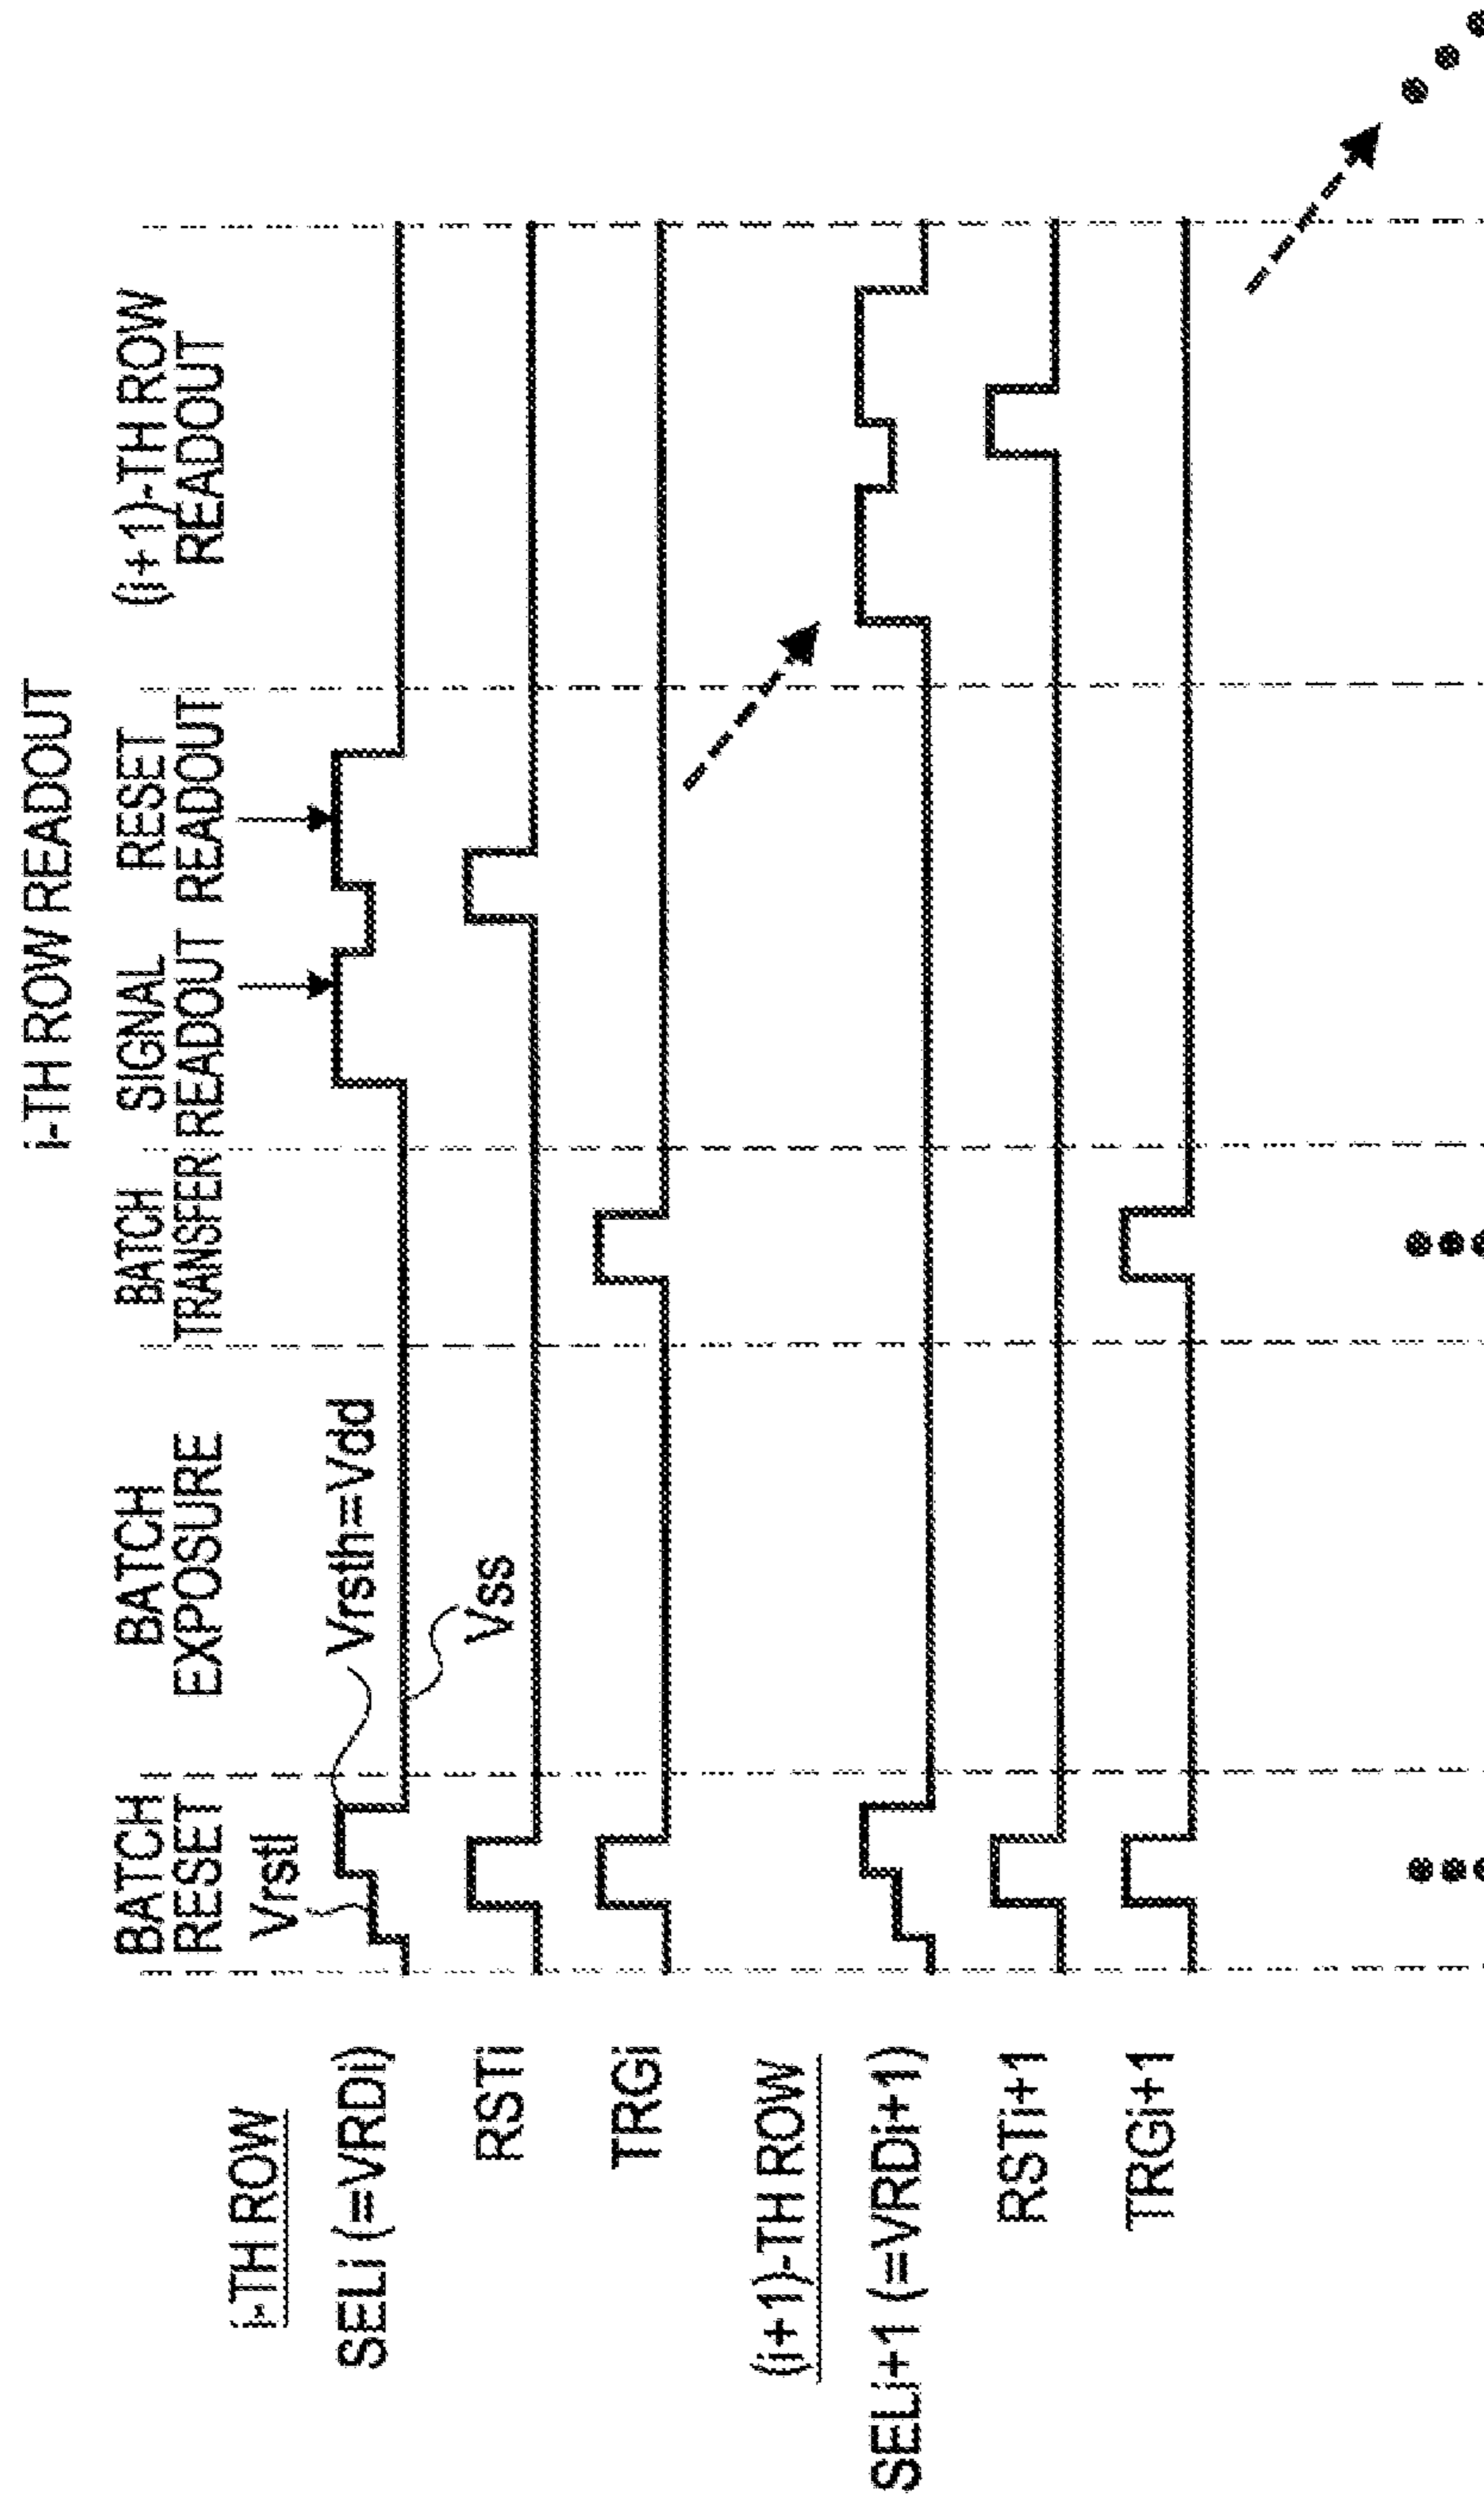 i-TH ROW READOUT
BATCH
RESET
BATCH
EXPOSURE
BATCH
TRANSFER
SIGNAL
READOUT
RESET
READOUT
(i+1)-TH ROW
READOUT
Vrstl
Vrsth=Vdd
Vss
i-TH ROW
SELi (=VRDi)
RSTi
TRGi
(i+1)-TH ROW
SELi+1 (=VRDi+1)
RSTi+1
TRGi+1